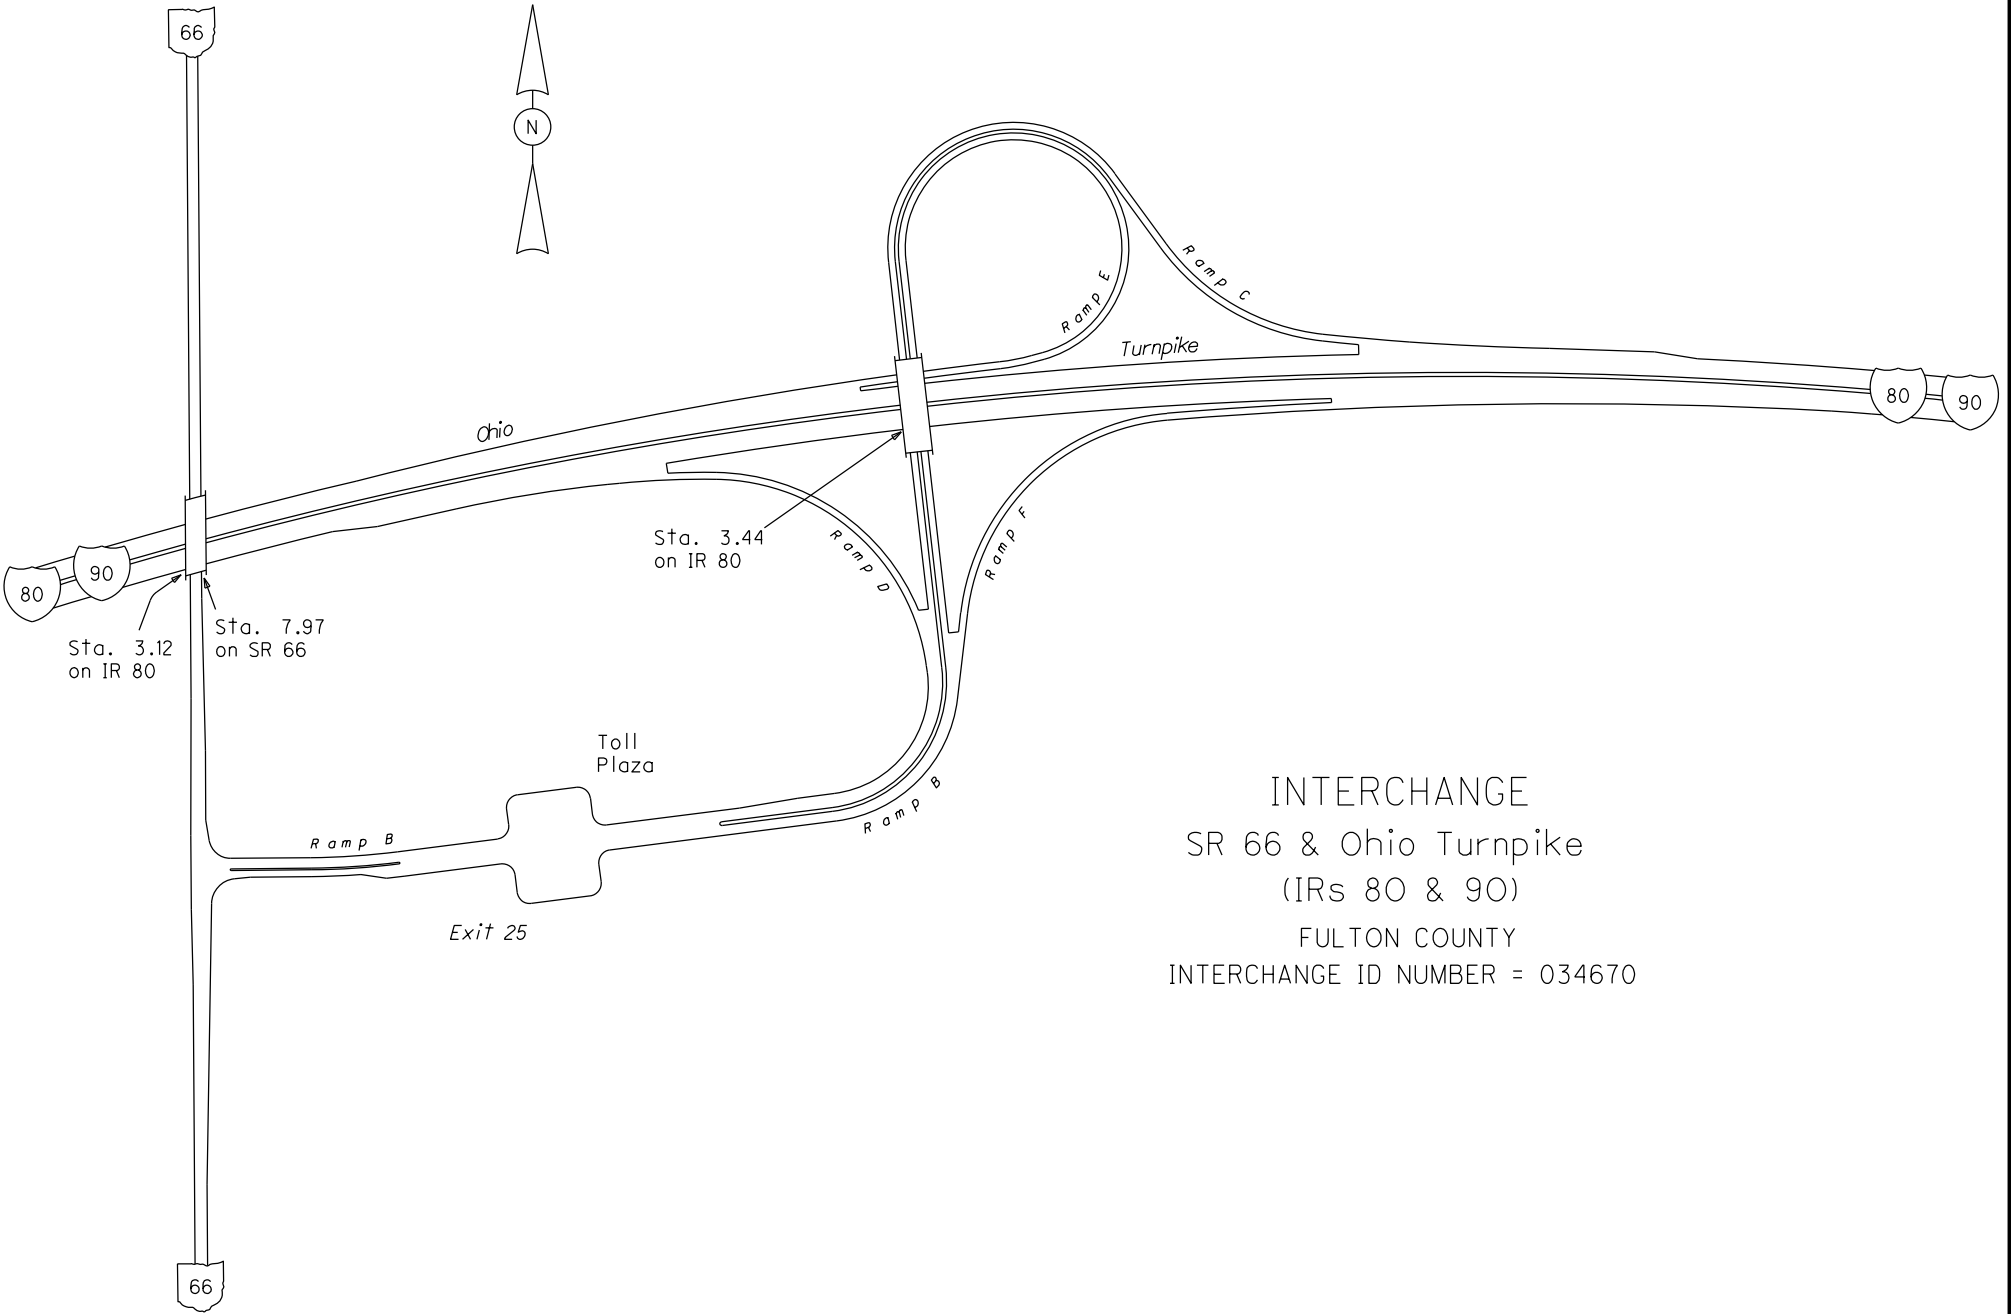 66
N
Ramp C
Ramp E
Turnpike
80
90
Ohio
Sta. 3.44
on IR 80
Ramp D
Ramp F
90
80
Sta. 7.97
on SR 66
Sta. 3.12
on IR 80
Toll
Plaza
Ramp B
Ramp B
Exit 25
INTERCHANGE
SR 66 & Ohio Turnpike
(IRs 80 & 90)
FULTON COUNTY
INTERCHANGE ID NUMBER = 034670
66